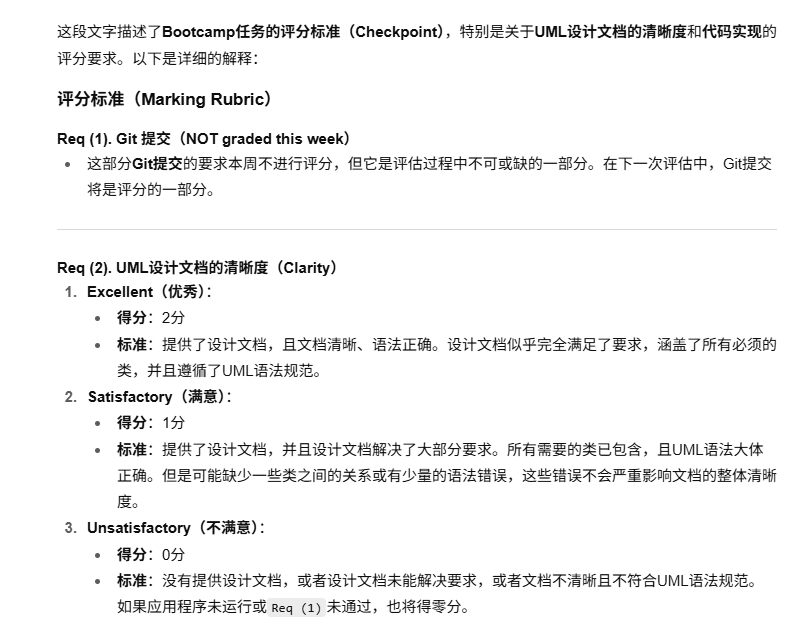 这段文字描述了Bootcamp任务的评分标准（Checkpoint），特别是关于UML设计文档的清晰度和代码实现的
评分要求。以下是详细的解释：
评分标准（Marking Rubric）
Req (1). Git 提交（NOT graded this week）
• 这部分Git提交的要求本周不进行评分，但它是评估过程中不可或缺的一部分。在下一次评估中，Git提交
将是评分的一部分。
Req (2). UML设计文档的清晰度（Clarity）
1. Excellent（优秀）：
• 得分：2分
• 标准：提供了设计文档，且文档清晰、语法正确。设计文档似乎完全满足了要求，涵盖了所有必须的
类，并且遵循了UML语法规范。
2. Satisfactory（满意）：
• 得分：1分
• 标准：提供了设计文档，并且设计文档解决了大部分要求。所有需要的类已包含，且UML语法大体
正确。但是可能缺少一些类之间的关系或有少量的语法错误，这些错误不会严重影响文档的整体清晰
度。
3. Unsatisfactory（不满意）：
• 得分：0分
• 标准：没有提供设计文档，或者设计文档未能解决要求，或者文档不清晰且不符合UML语法规范。
如果应用程序未运行或 Req (1) 未通过，也将得零分。